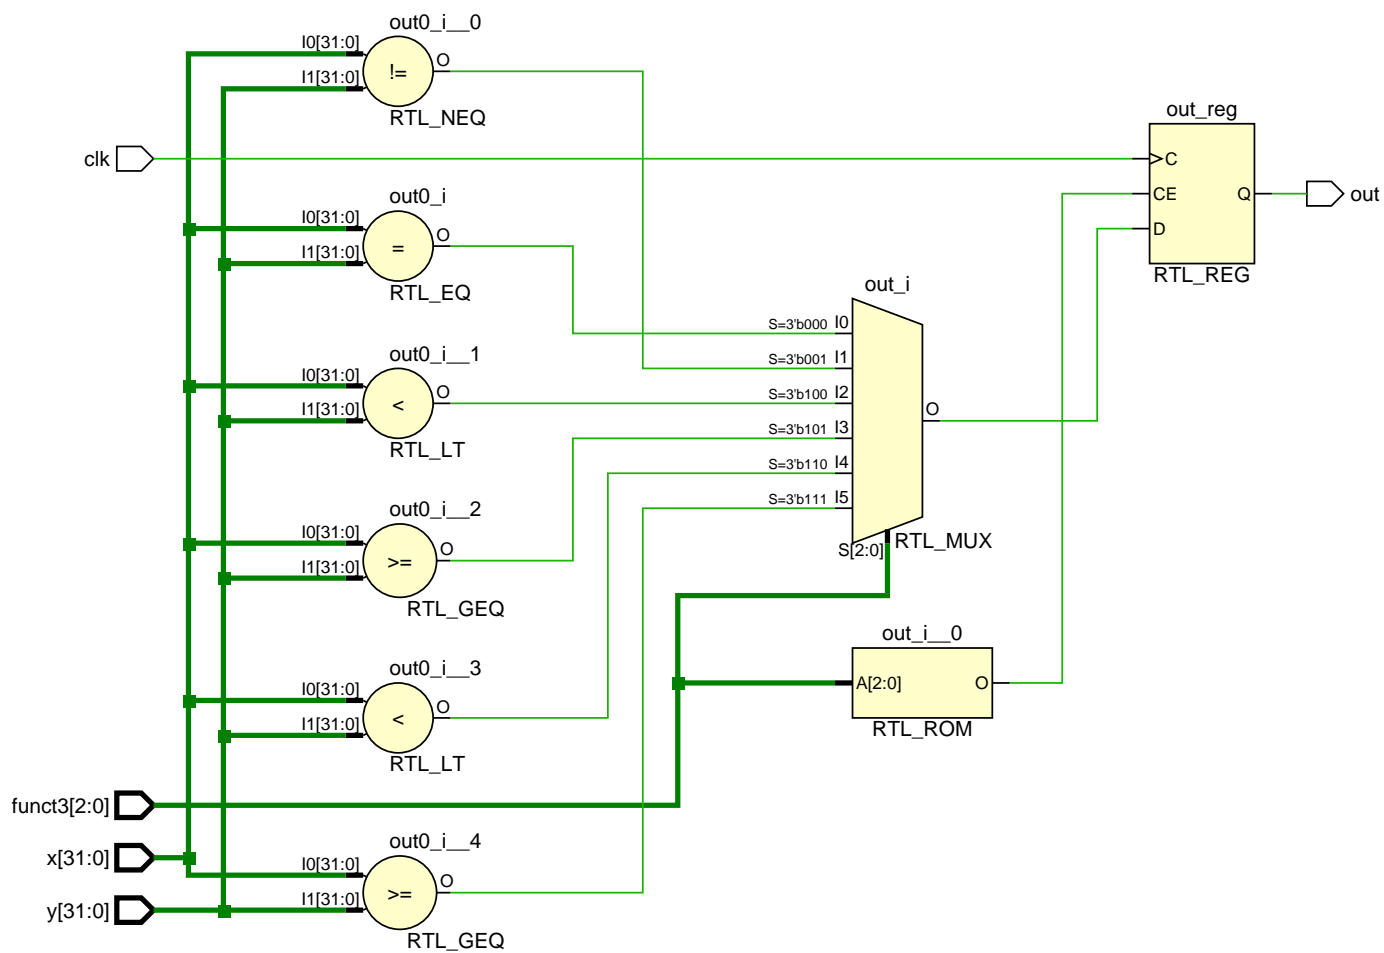 out0_i__0
I0[31:0]
I1[31:0]
!=
O
RTL_NEQ
clk
out_reg
C
CE
D
Q
RTL_REG
out
out0_i
I0[31:0]
I1[31:0]
=
O
RTL_EQ
out0_i__1
I0[31:0]
I1[31:0]
<
O
RTL_LT
out_i
S=3'b000 I0
S=3'b001 I1
S=3'b100 I2
S=3'b101 I3
S=3'b110 I4
S=3'b111 I5
O
S[2:0]
RTL_MUX
out0_i__2
I0[31:0]
I1[31:0]
>=
O
RTL_GEQ
out_i__0
A[2:0]
O
RTL_ROM
out0_i__3
I0[31:0]
I1[31:0]
<
O
RTL_LT
funct3[2:0]
x[31:0]
y[31:0]
out0_i__4
I0[31:0]
I1[31:0]
>=
O
RTL_GEQ